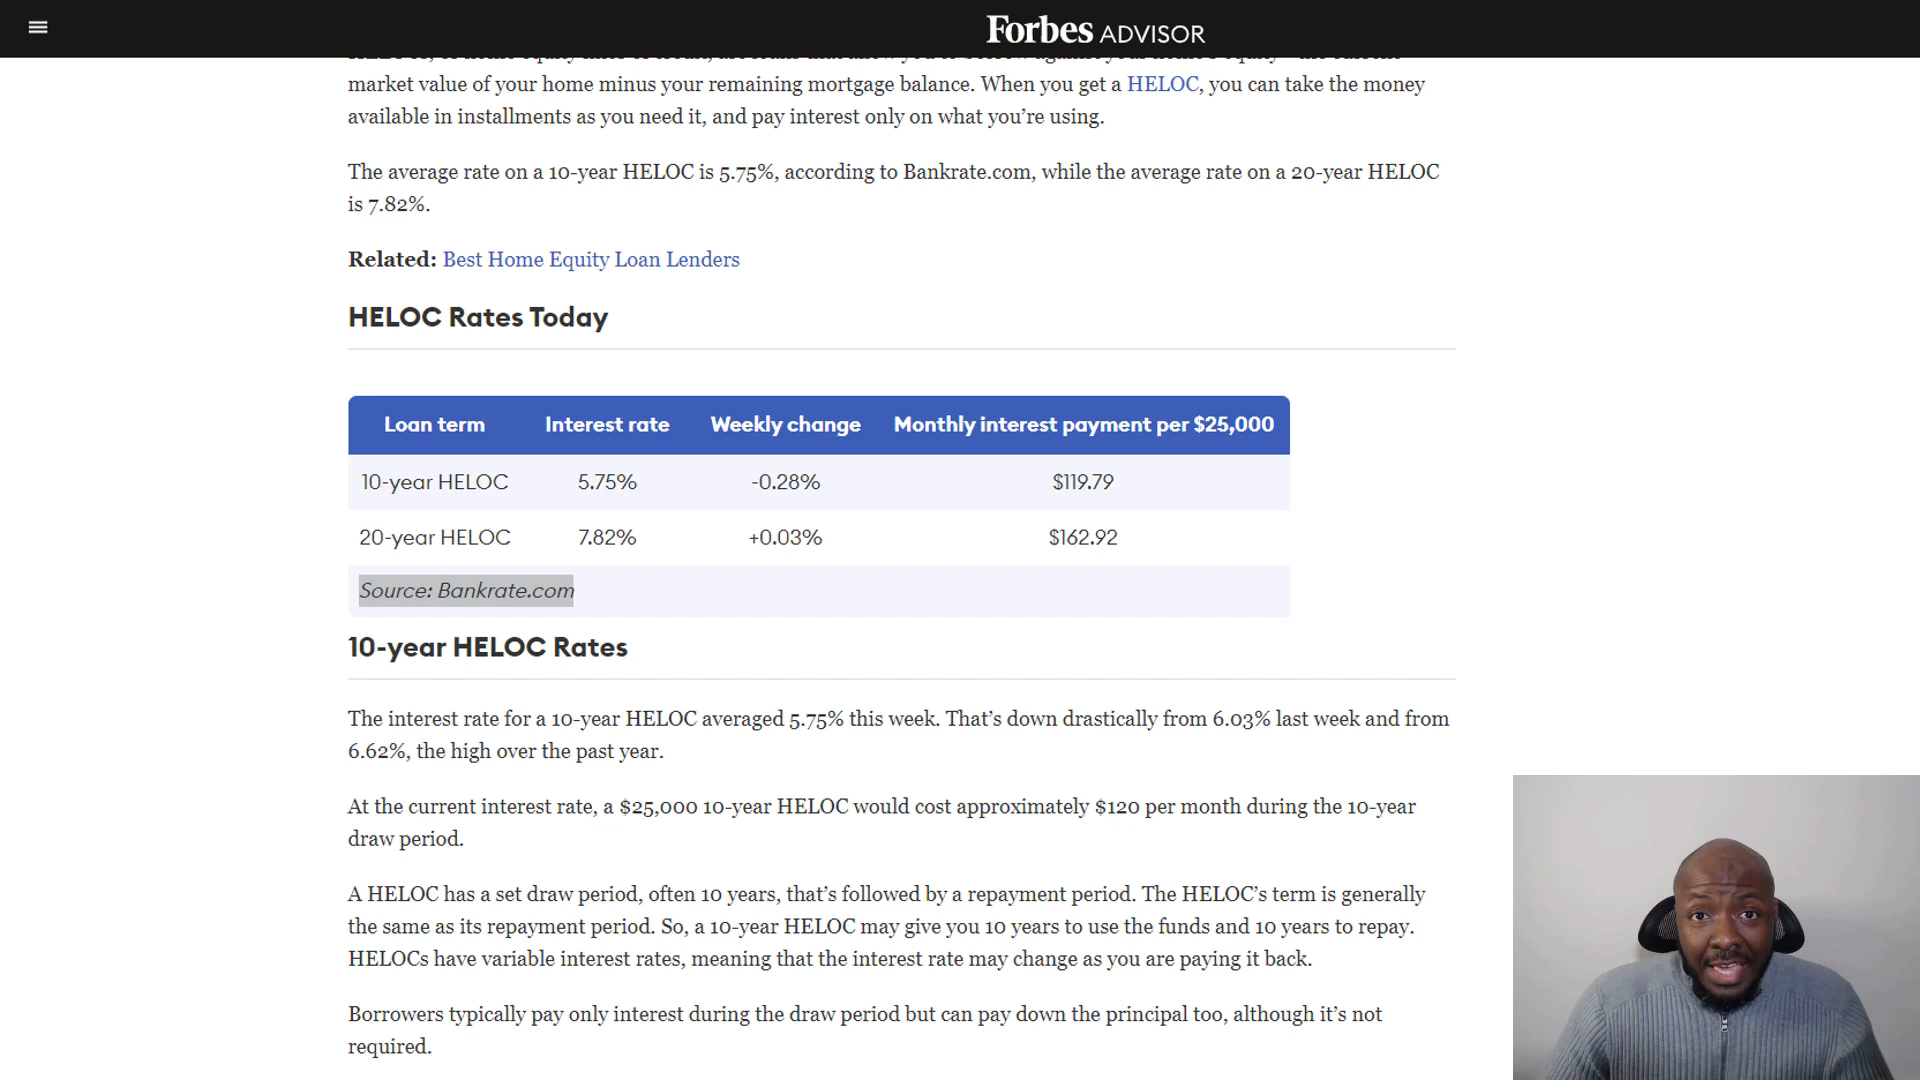 Forbes ADVISOR
market value of your home minus your remaining mortgage balance. When you get a HELOC, you can take the money
available in installments as you need it, and pay interest only on what you’re using.
The average rate on a 10-year HELOC is 5.75%, according to Bankrate.com, while the average rate on a 20-year HELOC
is 7.82%.
Related: Best Home Equity Loan Lenders
HELOC Rates Today
Loan term Interest rate Weekly change Monthly interest payment per $25,000
10-year HELOC 5.75% -0.28% $119.79
20-year HELOC 7.82% +0.03% $162.92
Source: Bankrate.com
10-year HELOC Rates
The interest rate for a 10-year HELOC averaged 5.75% this week. That’s down drastically from 6.03% last week and from
6.62%, the high over the past year.
At the current interest rate, a $25,000 10-year HELOC would cost approximately $120 per month during the 10-year
draw period.
A HELOC has a set draw period, often 10 years, that’s followed by a repayment period. The HELOC’s term is generally
the same as its repayment period. So, a 10-year HELOC may give you 10 years to use the funds and 10 years to repay.
HELOCs have variable interest rates, meaning that the interest rate may change as you are paying it back.
Borrowers typically pay only interest during the draw period but can pay down the principal too, although it’s not
required.